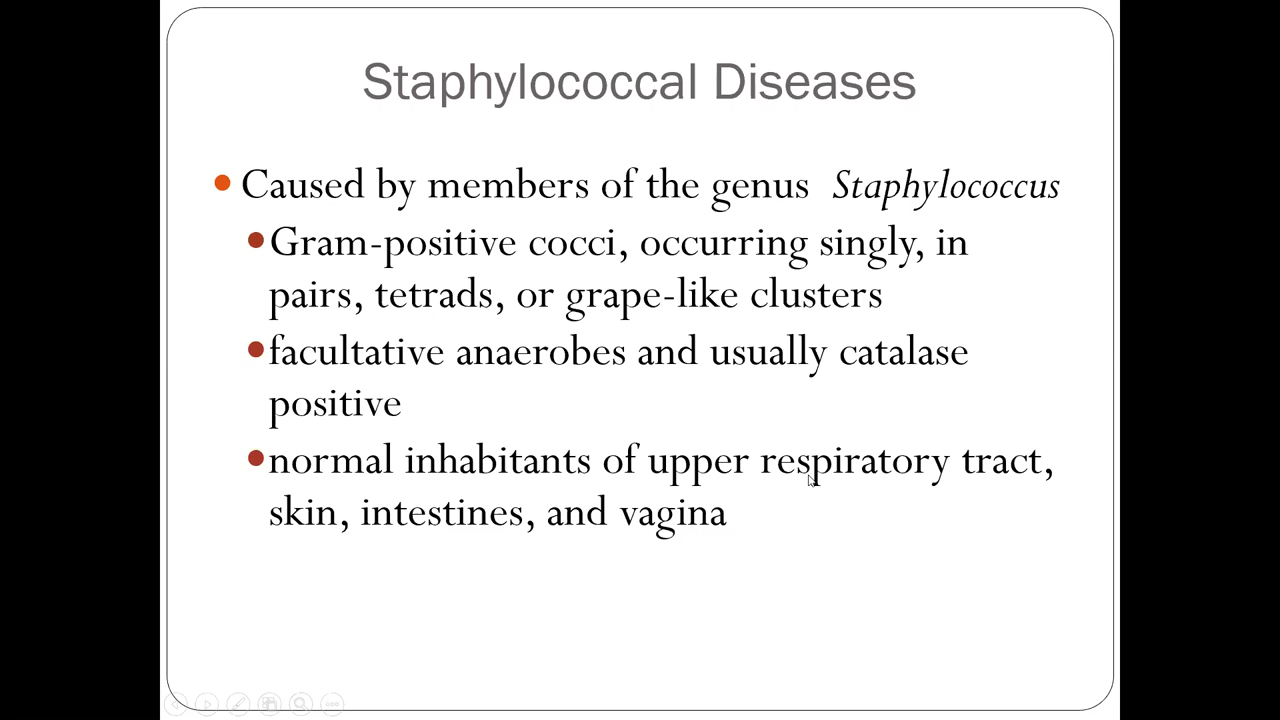 Staphylococcal Diseases
• Caused by members of the genus Staphylococcus
• Gram-positive cocci, occurring singly, in
pairs, tetrads, or grape-like clusters
• facultative anaerobes and usually catalase
positive
• normal inhabitants of upper respiratory tract,
skin, intestines, and vagina